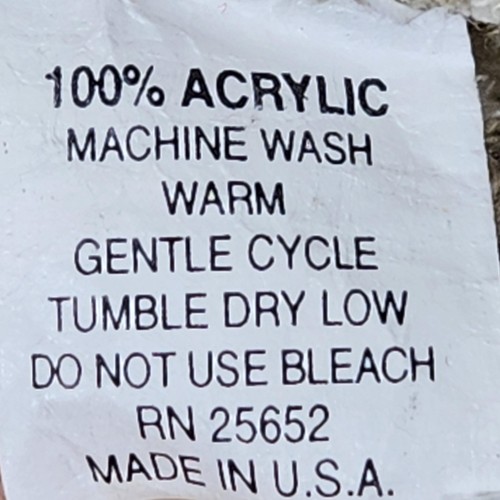 100% ACRYLIC
MACHINE WASH
WARM
GENTLE CYCLE
TUMBLE DRY LOW
DO NOT USE BLEACH
RN 25652
MADE IN U.S.A.